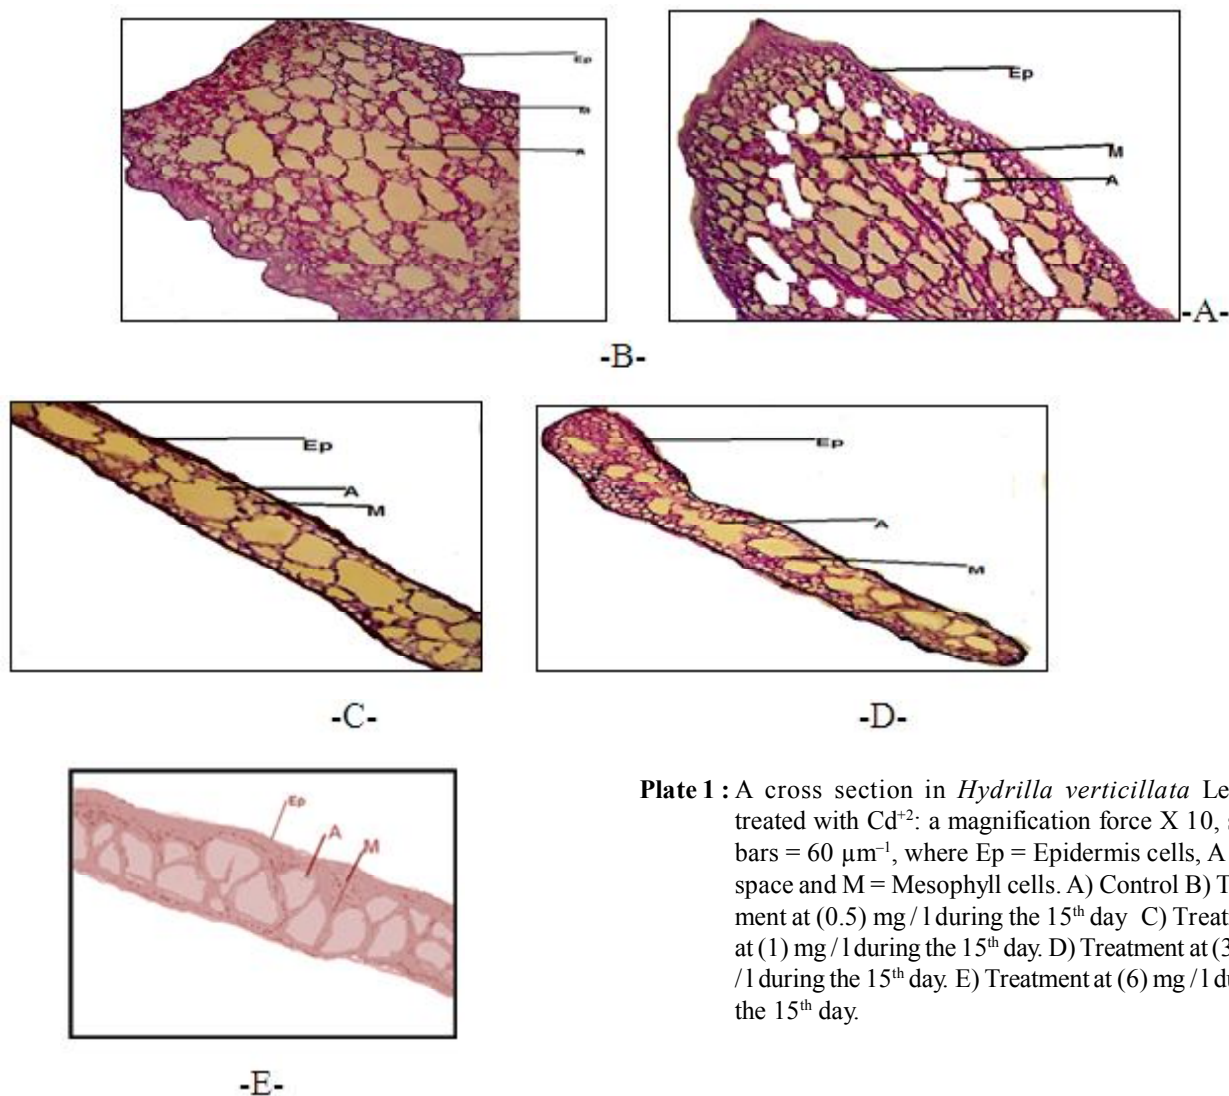 Ep
M
A
Ep
M
A
-A-
-B-
Ep
A
M
-C-
Ep
A
M
-D-
Ep
A
M
-E-
Plate 1 : A cross section in Hydrilla verticillata Le
treated with Cd⁺²: a magnification force X 10, s
bars = 60 µm⁻¹, where Ep = Epidermis cells, A
space and M = Mesophyll cells. A) Control B) T
ment at (0.5) mg / l during the 15ᵗʰ day C) Treat
at (1) mg / l during the 15ᵗʰ day. D) Treatment at (3
/ l during the 15ᵗʰ day. E) Treatment at (6) mg / l du
the 15ᵗʰ day.